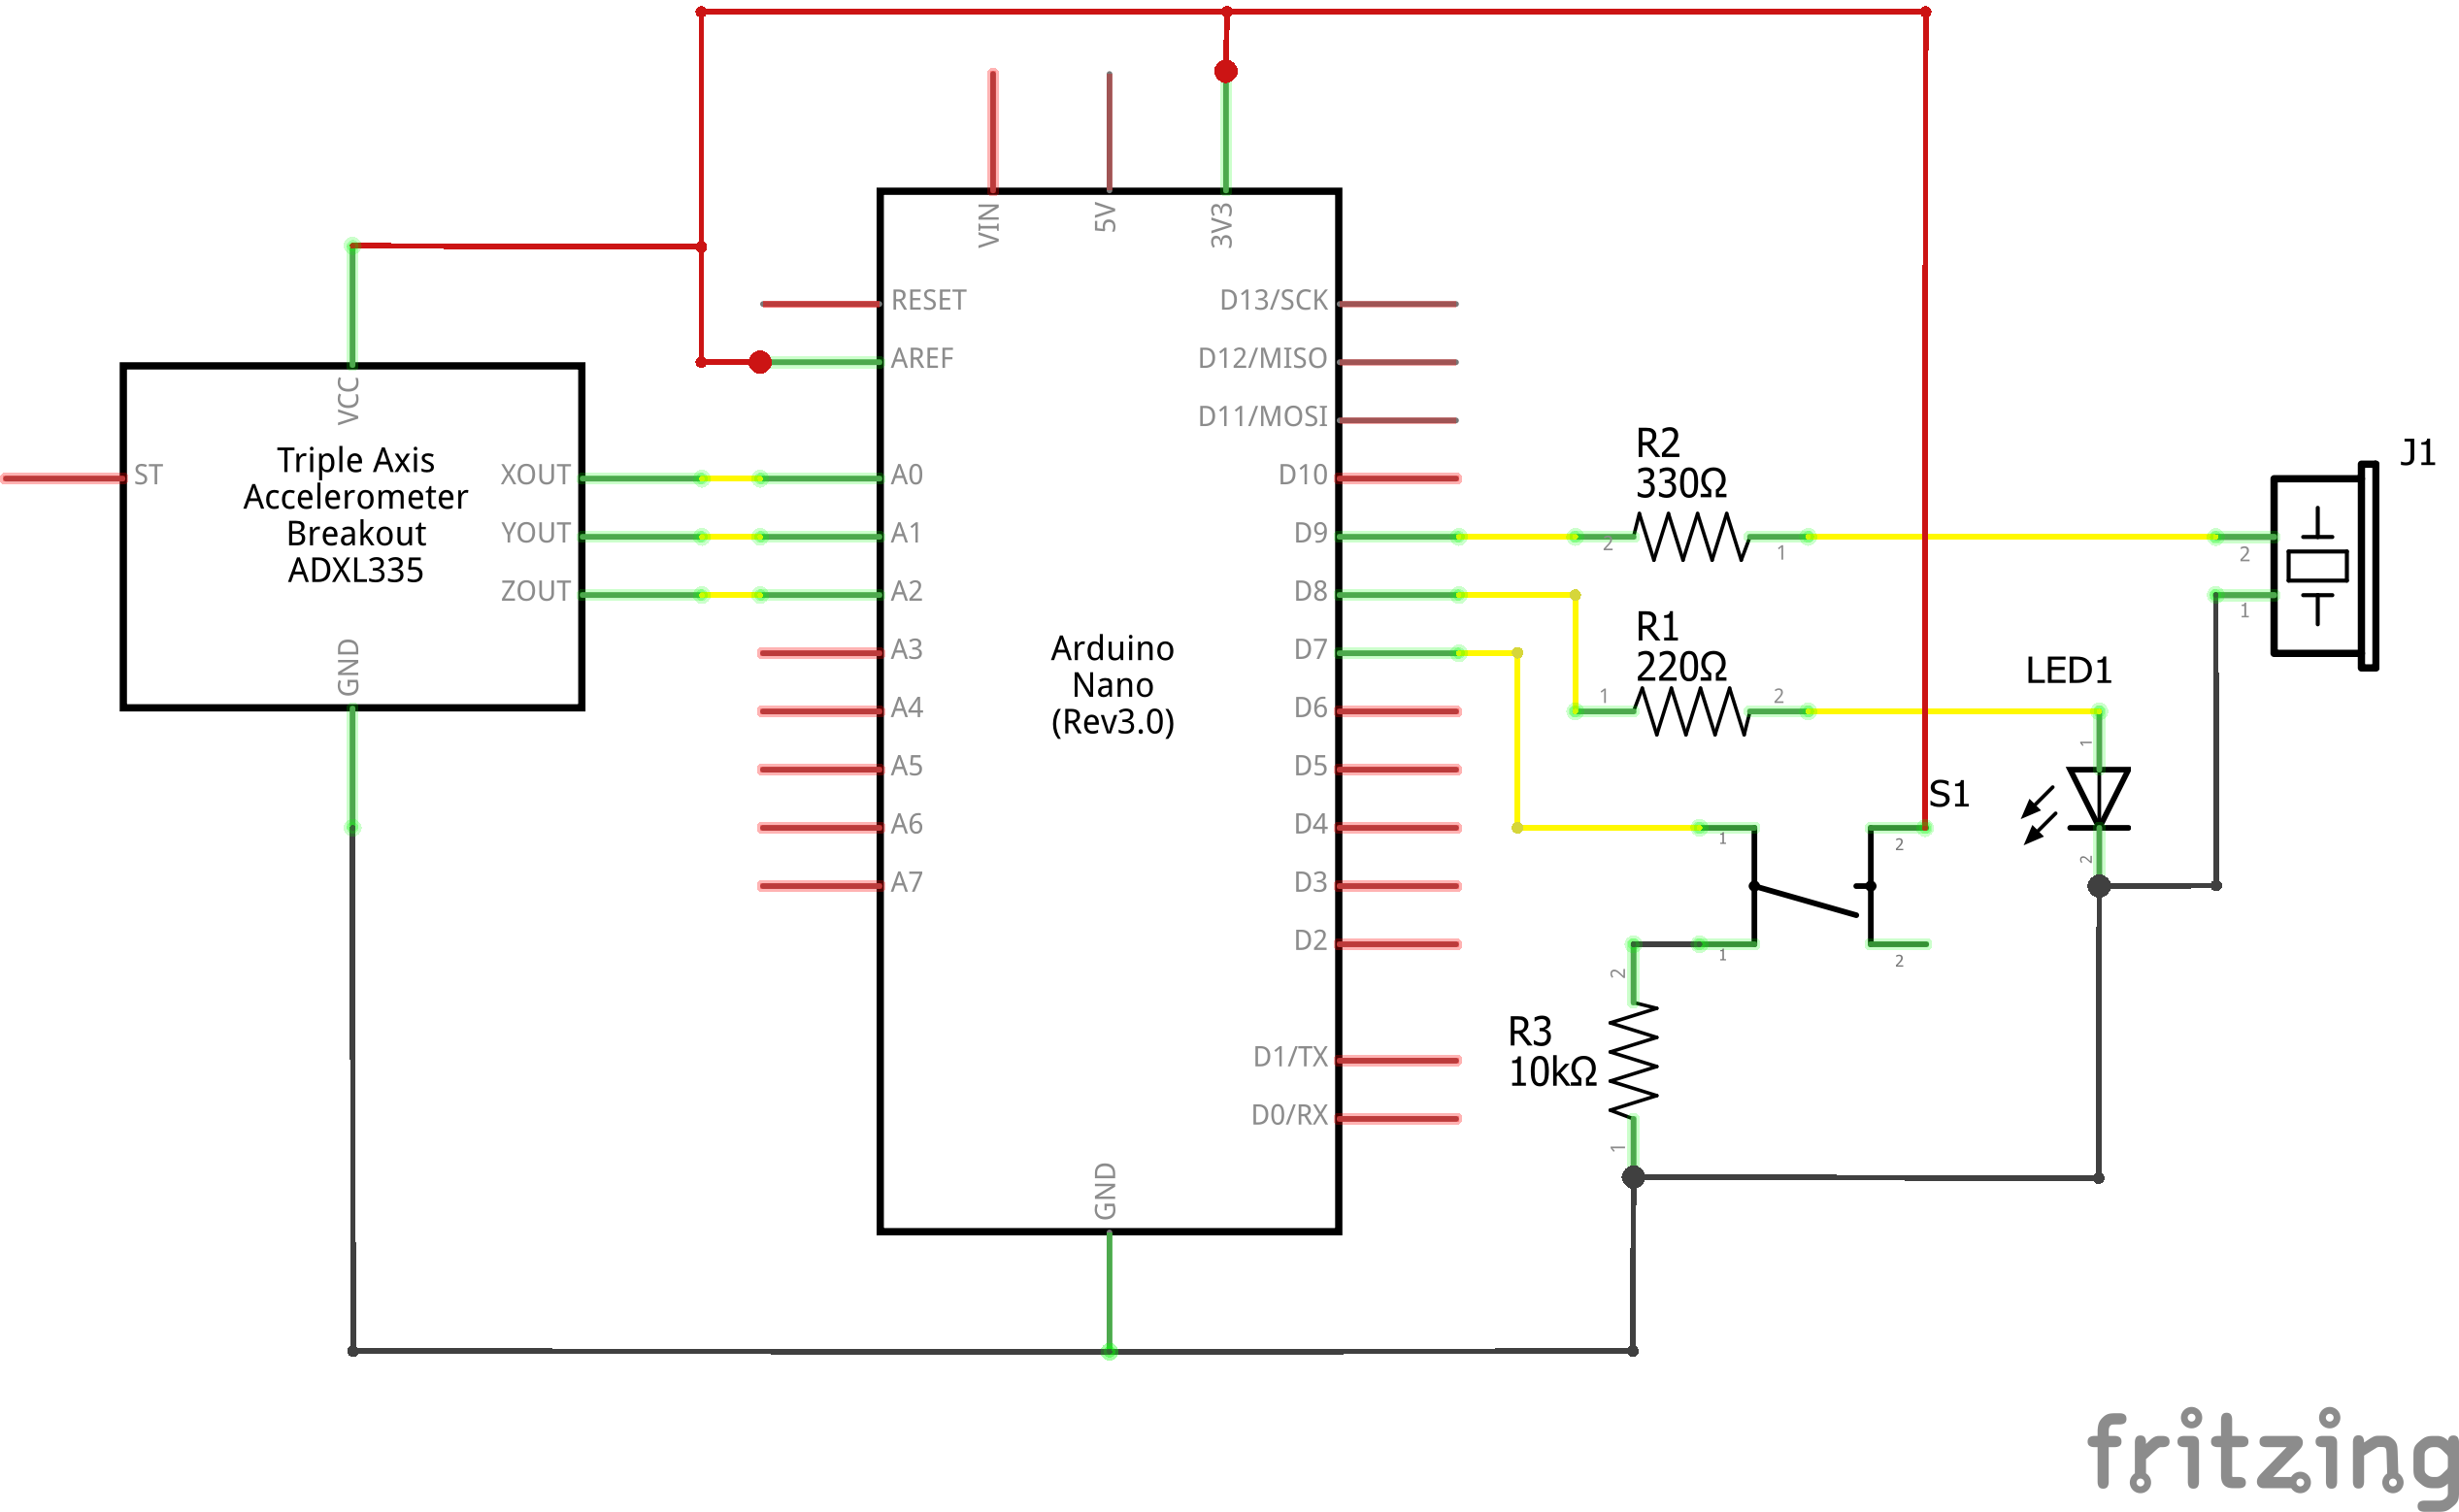 VIN
5V
3V3
RESET
AREF
A0
A1
A2
A3
A4
A5
A6
A7
D13/SCK
D12/MISO
D11/MOSI
D10
D9
D8
D7
D6
D5
D4
D3
D2
D1/TX
D0/RX
GND
Arduino
Nano
(Rev3.0)
VCC
ST
Triple Axis
Accelerometer
Breakout
ADXL335
XOUT
YOUT
ZOUT
GND
R2
330Ω
2
1
R1
220Ω
1
2
J1
2
1
LED1
1
2
S1
1
2
1
2
R3
10kΩ
2
1
fritzing